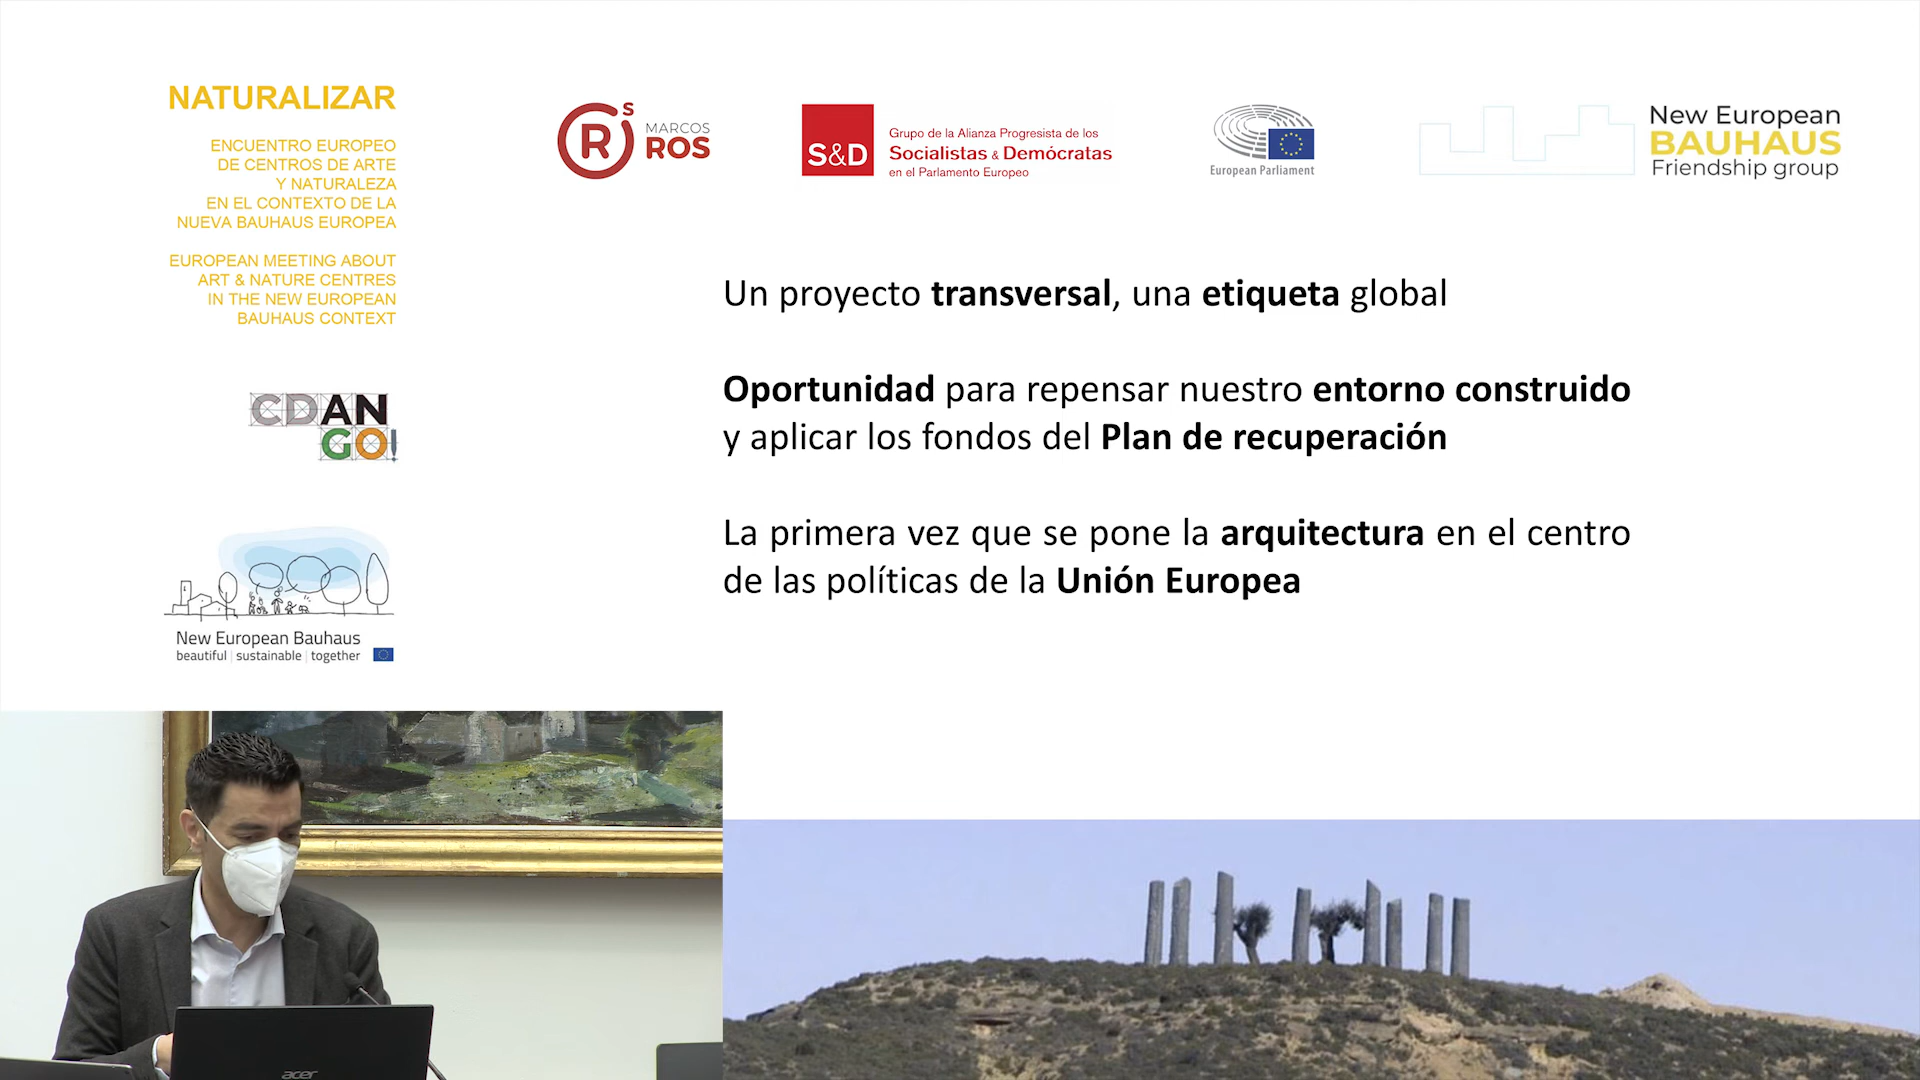 NATURALIZAR
ENCUENTRO EUROPEO
DE CENTROS DE ARTE
Y NATURALEZA
EN EL CONTEXTO DE LA
NUEVA BAUHAUS EUROPEA
EUROPEAN MEETING ABOUT
ART & NATURE CENTRES
IN THE NEW EUROPEAN
BAUHAUS CONTEXT
CDAN
GO!
New European Bauhaus
beautiful | sustainable | together
RS
MARCOS
ROS
S&D
Grupo de la Alianza Progresista de los
Socialistas & Demócratas
en el Parlamento Europeo
European Parliament
New European
BAUHAUS
Friendship group
Un proyecto transversal, una etiqueta global
Oportunidad para repensar nuestro entorno construido
y aplicar los fondos del Plan de recuperación
La primera vez que se pone la arquitectura en el centro
de las políticas de la Unión Europea
acer